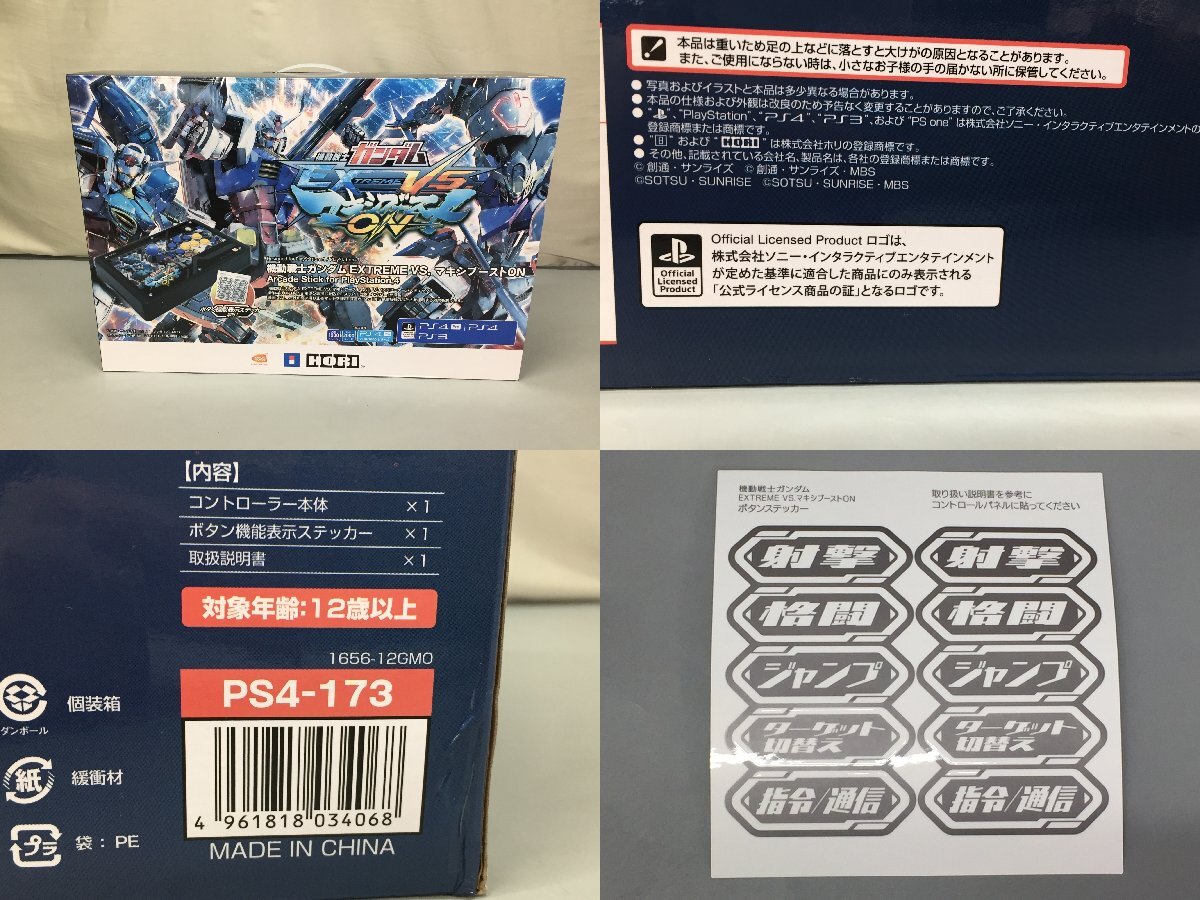 機動戦士
ガンダム
EXTREME VS.
マキシブースト
ON
機動戦士ガンダム EXTREME VS. マキシブーストON
Arcade Stick for PlayStation®4
ボタン機能表示ステッカー
PS4 Pro PS4
PS3
HORI
本品は重いため足の上などに落とすと大けがの原因となることがあります。
また、ご使用にならない時は、小さなお子様の手の届かない所に保管してください。
● 写真およびイラストと本品は多少異なる場合があります。
● 本品の仕様および外観は改良のため予告なく変更することがありますので、ご了承ください。
● “ ”、“PlayStation”、“PS4”、“PS3”、および “PS one” は株式会社ソニー・インタラクティブエンタテインメントの
登録商標または商標です。
● “ ” および “HORI” は株式会社ホリの登録商標です。
● その他、記載されている会社名、製品名は、各社の登録商標または商標です。
© 創通・サンライズ © 創通・サンライズ・MBS
©SOTSU・SUNRISE ©SOTSU・SUNRISE・MBS
Official Licensed Product
Official Licensed Product ロゴは、
株式会社ソニー・インタラクティブエンタテインメント
が定めた基準に適合した商品にのみ表示される
「公式ライセンス商品の証」となるロゴです。
【内容】
コントローラー本体 ×1
ボタン機能表示ステッカー ×1
取扱説明書 ×1
対象年齢:12歳以上
1656-12GMO
PS4-173
4 961818 034068
MADE IN CHINA
個装箱
ダンボール
紙 緩衝材
プラ 袋：PE
機動戦士ガンダム
EXTREME VS.マキシブーストON
ボタンステッカー
取り扱い説明書を参考に
コントロールパネルに貼ってください
射撃 射撃
格闘 格闘
ジャンプ ジャンプ
ターゲット切替え ターゲット切替え
指令/通信 指令/通信